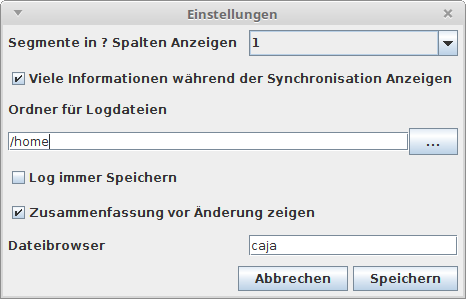 Einstellungen
Segmente in ? Spalten Anzeigen 1
Viele Informationen während der Synchronisation Anzeigen
Ordner für Logdateien
/home ...
Log immer Speichern
Zusammenfassung vor Änderung zeigen
Dateibrowser caja
Abbrechen Speichern